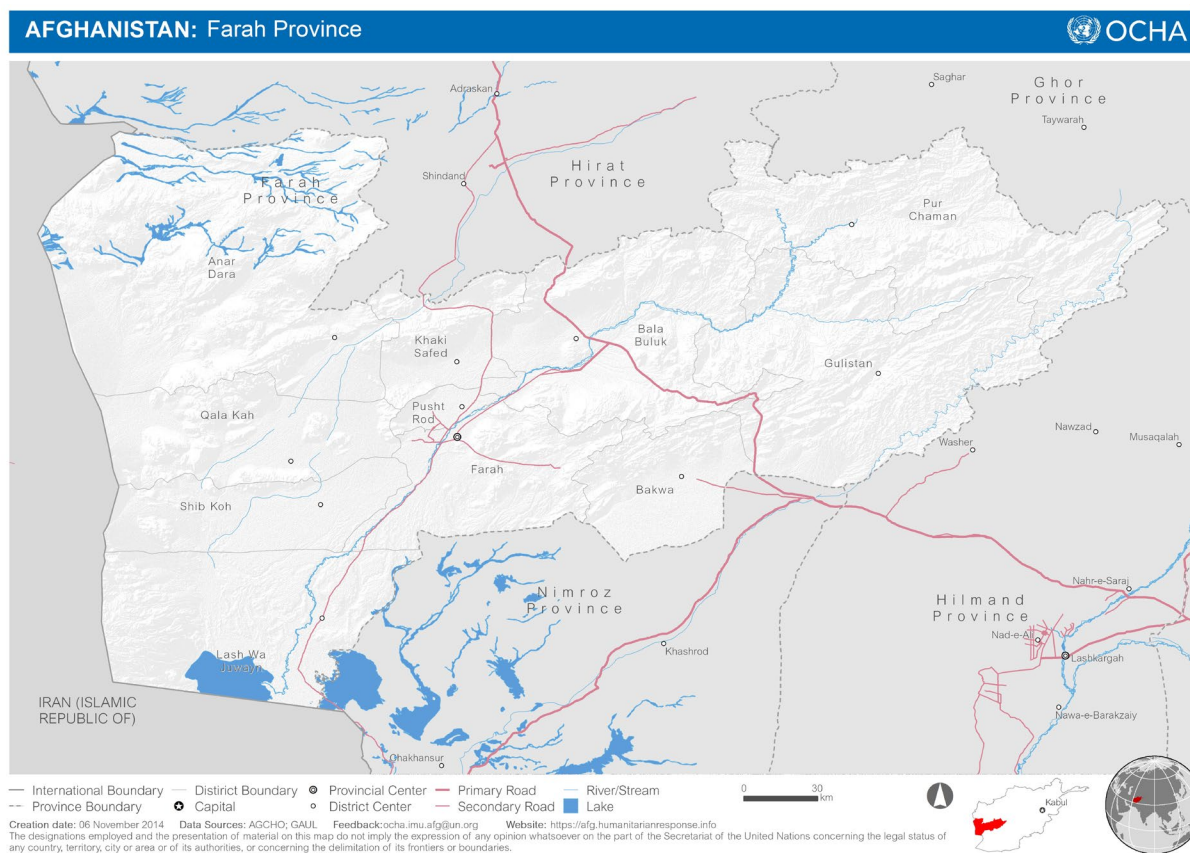 AFGHANISTAN: Farah Province
OCHA
Saghar
Ghor
Province
Taywarah
Adraskan
Hirat
Province
Shindand
Farah
Province
Pur
Chaman
Anar
Dara
Khaki
Safed
Bala
Buluk
Gulistan
Qala Kah
Pusht
Rod
Nawzad
Musaqalah
Washer
Farah
Bakwa
Shib Koh
Nimroz
Province
Hilmand
Province
Nahr-e-Saraj
Nad-e-Ali
Lashkargah
Khashrod
Lash Wa
Juwayn
Nawa-e-Barakzaiy
IRAN (ISLAMIC
REPUBLIC OF)
Chakhansur
International Boundary
District Boundary
Provincial Center
Primary Road
River/Stream
Province Boundary
Capital
District Center
Secondary Road
Lake
0 30
km
Kabul
Creation date: 06 November 2014 Data Sources: AGCHO; GAUL Feedback:ocha.imu.afg@un.org Website: https://afg.humanitarianresponse.info
The designations employed and the presentation of material on this map do not imply the expression of any opinion whatsoever on the part of the Secretariat of the United Nations concerning the legal status of
any country, territory, city or area or of its authorities, or concerning the delimitation of its frontiers or boundaries.